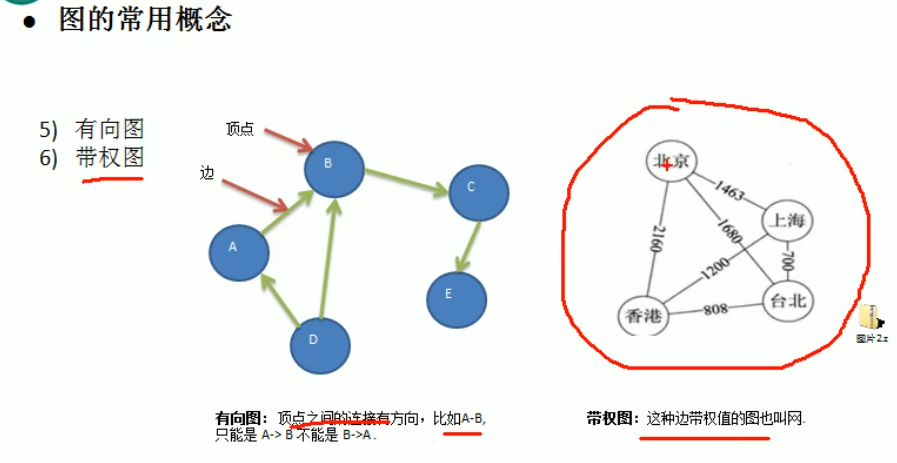 ● 图的常用概念
5) 有向图
6) 带权图
顶点
边
B
C
A
E
D
北京
1463
上海
2160
1680
700
1200
香港
808
台北
图片2z
有向图: 顶点之间的连接有方向，比如A-B,
只能是 A-> B 不能是 B->A .
带权图: 这种边带权值的图也叫网.